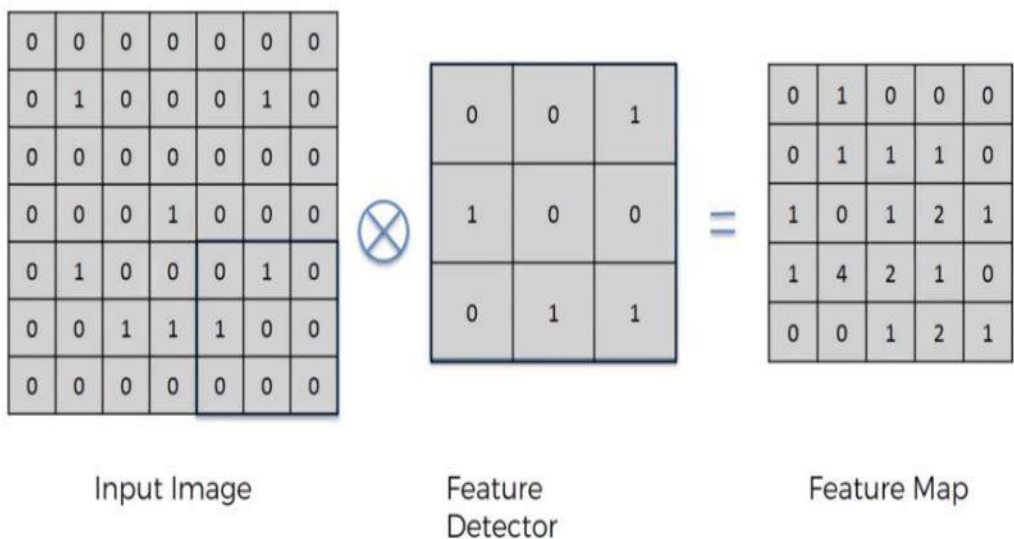 0 0 0 0 0 0 0
0 1 0 0 0 1 0
0 0 0 0 0 0 0
0 0 0 1 0 0 0
0 1 0 0 0 1 0
0 0 1 1 1 0 0
0 0 0 0 0 0 0
0 0 1
1 0 0
0 1 1
=
0 1 0 0 0
0 1 1 1 0
1 0 1 2 1
1 4 2 1 0
0 0 1 2 1
Input Image
Feature
Detector
Feature Map